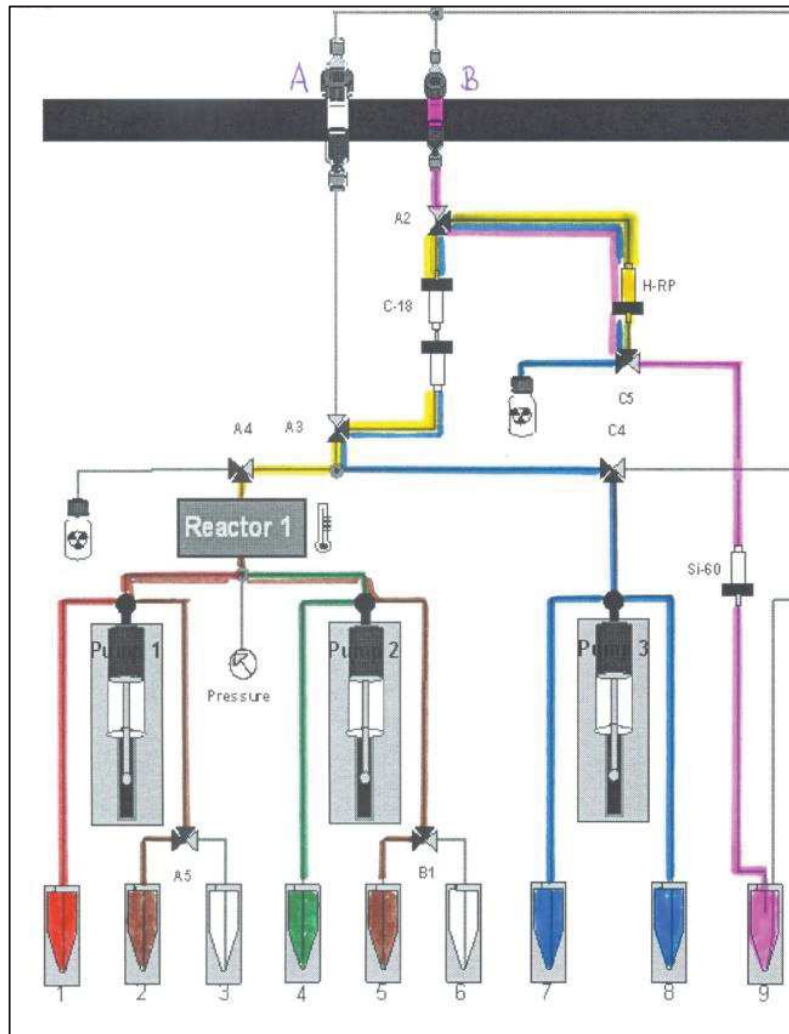 A
B
A2
H-RP
C-18
C5
A4
A3
C4
Reactor 1
Si-60
Pump 1
Pump 2
Pump 3
Pressure
A5
B1
1
2
3
4
5
6
7
8
9